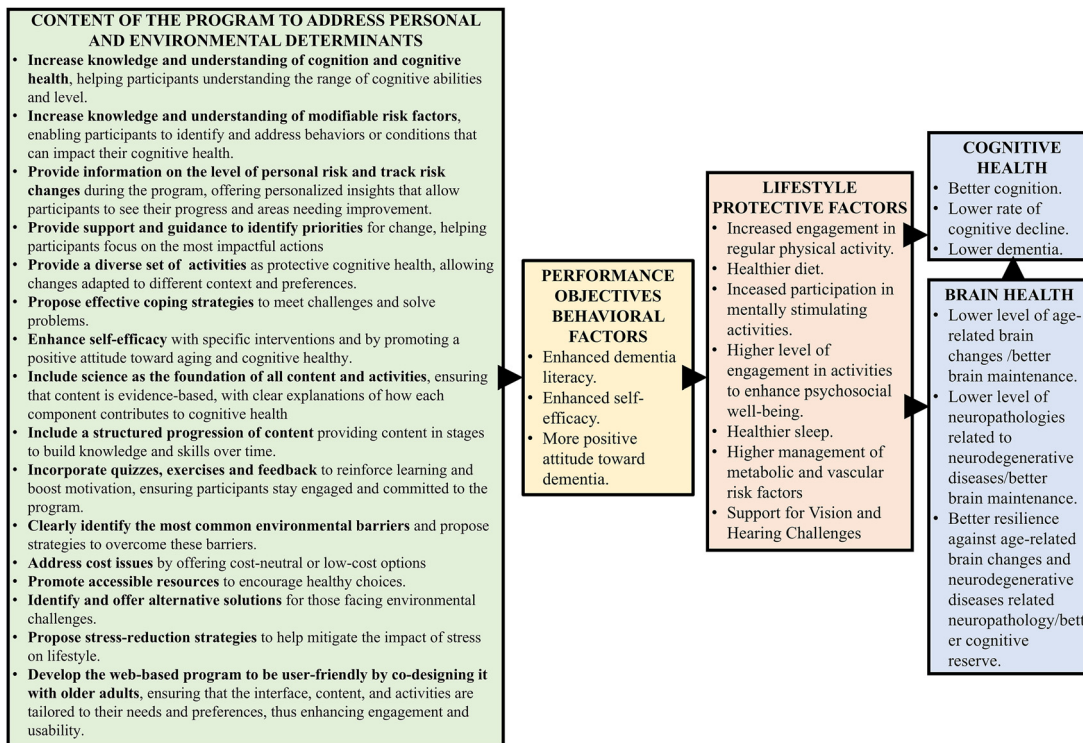 CONTENT OF THE PROGRAM TO ADDRESS PERSONAL
AND ENVIRONMENTAL DETERMINANTS
• Increase knowledge and understanding of cognition and cognitive
health, helping participants understanding the range of cognitive abilities
and level.
• Increase knowledge and understanding of modifiable risk factors,
enabling participants to identify and address behaviors or conditions that
can impact their cognitive health.
• Provide information on the level of personal risk and track risk
changes during the program, offering personalized insights that allow
participants to see their progress and areas needing improvement.
• Provide support and guidance to identify priorities for change, helping
participants focus on the most impactful actions
• Provide a diverse set of activities as protective cognitive health, allowing
changes adapted to different context and preferences.
• Propose effective coping strategies to meet challenges and solve
problems.
• Enhance self-efficacy with specific interventions and by promoting a
positive attitude toward aging and cognitive healthy.
• Include science as the foundation of all content and activities, ensuring
that content is evidence-based, with clear explanations of how each
component contributes to cognitive health
• Include a structured progression of content providing content in stages
to build knowledge and skills over time.
• Incorporate quizzes, exercises and feedback to reinforce learning and
boost motivation, ensuring participants stay engaged and committed to the
program.
• Clearly identify the most common environmental barriers and propose
strategies to overcome these barriers.
• Address cost issues by offering cost-neutral or low-cost options
• Promote accessible resources to encourage healthy choices.
• Identify and offer alternative solutions for those facing environmental
challenges.
• Propose stress-reduction strategies to help mitigate the impact of stress
on lifestyle.
• Develop the web-based program to be user-friendly by co-designing it
with older adults, ensuring that the interface, content, and activities are
tailored to their needs and preferences, thus enhancing engagement and
usability.
PERFORMANCE
OBJECTIVES
BEHAVIORAL
FACTORS
• Enhanced dementia
literacy.
• Enhanced self-
efficacy.
• More positive
attitude toward
dementia.
LIFESTYLE
PROTECTIVE FACTORS
• Increased engagement in
regular physical activity.
• Healthier diet.
• Inceased participation in
mentally stimulating
activities.
• Higher level of
engagement in activities
to enhance psychosocial
well-being.
• Healthier sleep.
• Higher management of
metabolic and vascular
risk factors
• Support for Vision and
Hearing Challenges
COGNITIVE
HEALTH
• Better cognition.
• Lower rate of
cognitive decline.
• Lower dementia.
BRAIN HEALTH
• Lower level of age-
related brain
changes /better
brain maintenance.
• Lower level of
neuropathologies
related to
neurodegenerative
diseases/better
brain maintenance.
• Better resilience
against age-related
brain changes and
neurodegenerative
diseases related
neuropathology/bett
er cognitive
reserve.